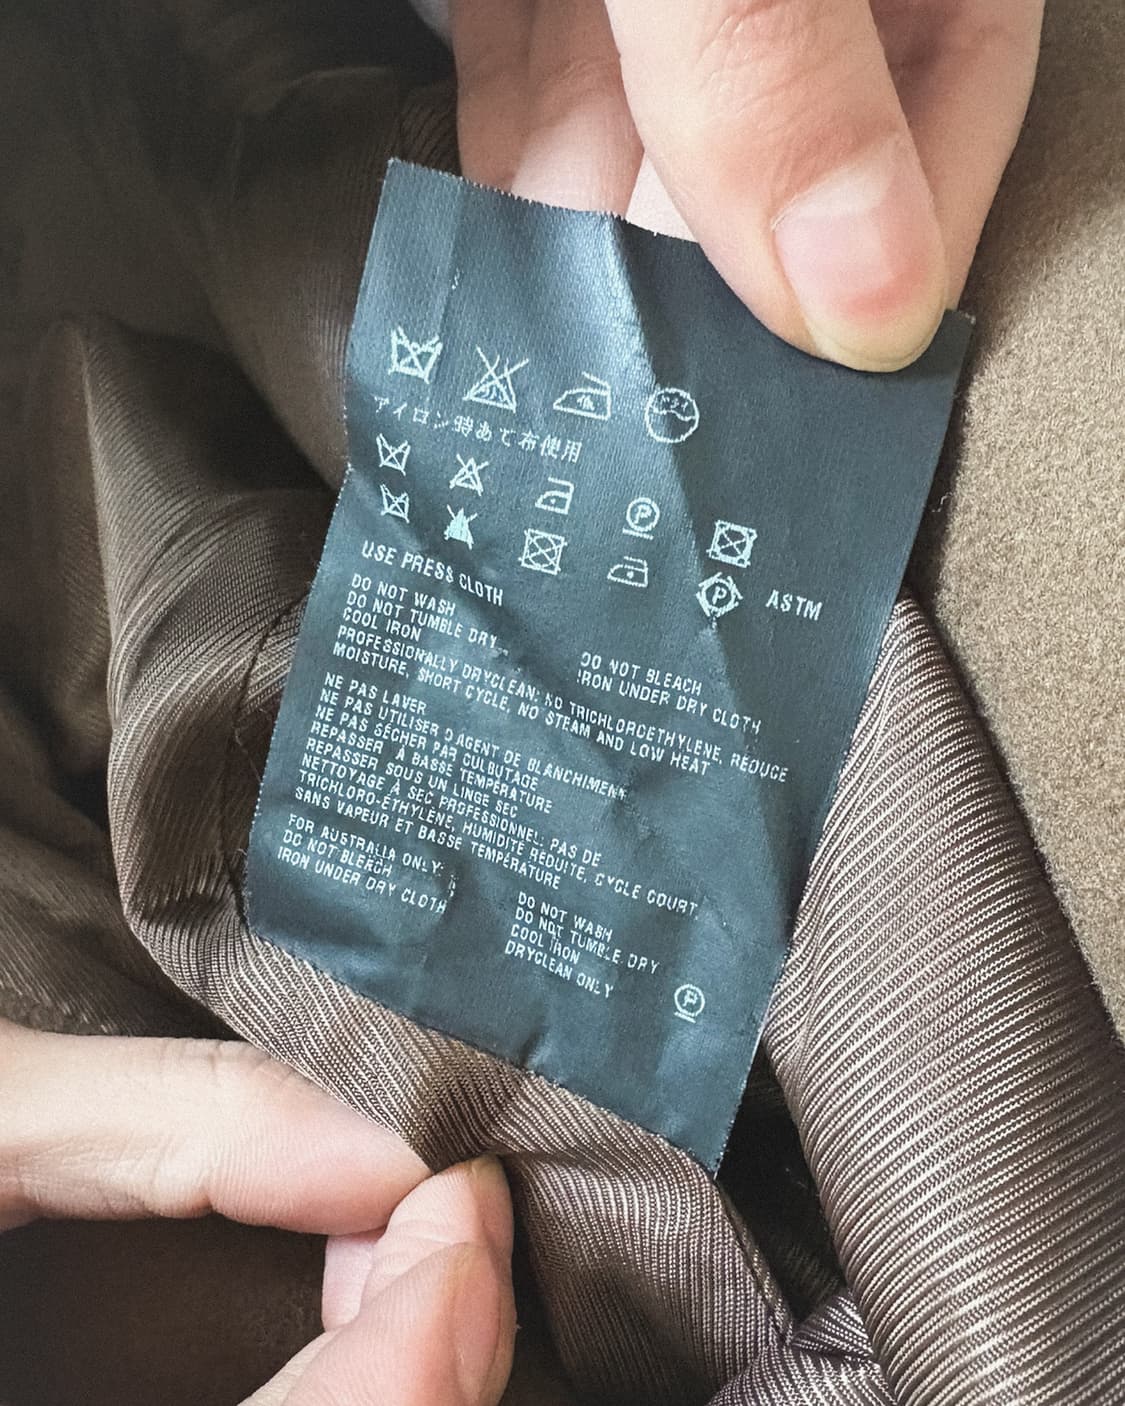 アイロン時あて布使用
P
ASTM
P
USE PRESS CLOTH
DO NOT WASH
DO NOT BLEACH
DO NOT TUMBLE DRY
IRON UNDER DRY CLOTH
COOL IRON
PROFESSIONALLY DRYCLEAN: NO TRICHLOROETHYLENE, REDUCE
MOISTURE, SHORT CYCLE, NO STEAM AND LOW HEAT
NE PAS LAVER
NE PAS UTILISER D'AGENT DE BLANCHIMENT
NE PAS SÉCHER PAR CULBUTAGE
REPASSER À BASSE TEMPÉRATURE
REPASSER SOUS UN LINGE SEC
NETTOYAGE À SEC PROFESSIONNEL: PAS DE
TRICHLORO-ÉTHYLÈNE, HUMIDITÉ RÉDUITE, CYCLE COURT,
SANS VAPEUR ET BASSE TEMPÉRATURE
FOR AUSTRALIA ONLY:
DO NOT WASH
DO NOT BLEACH
DO NOT TUMBLE DRY
IRON UNDER DRY CLOTH
COOL IRON
DRYCLEAN ONLY
P